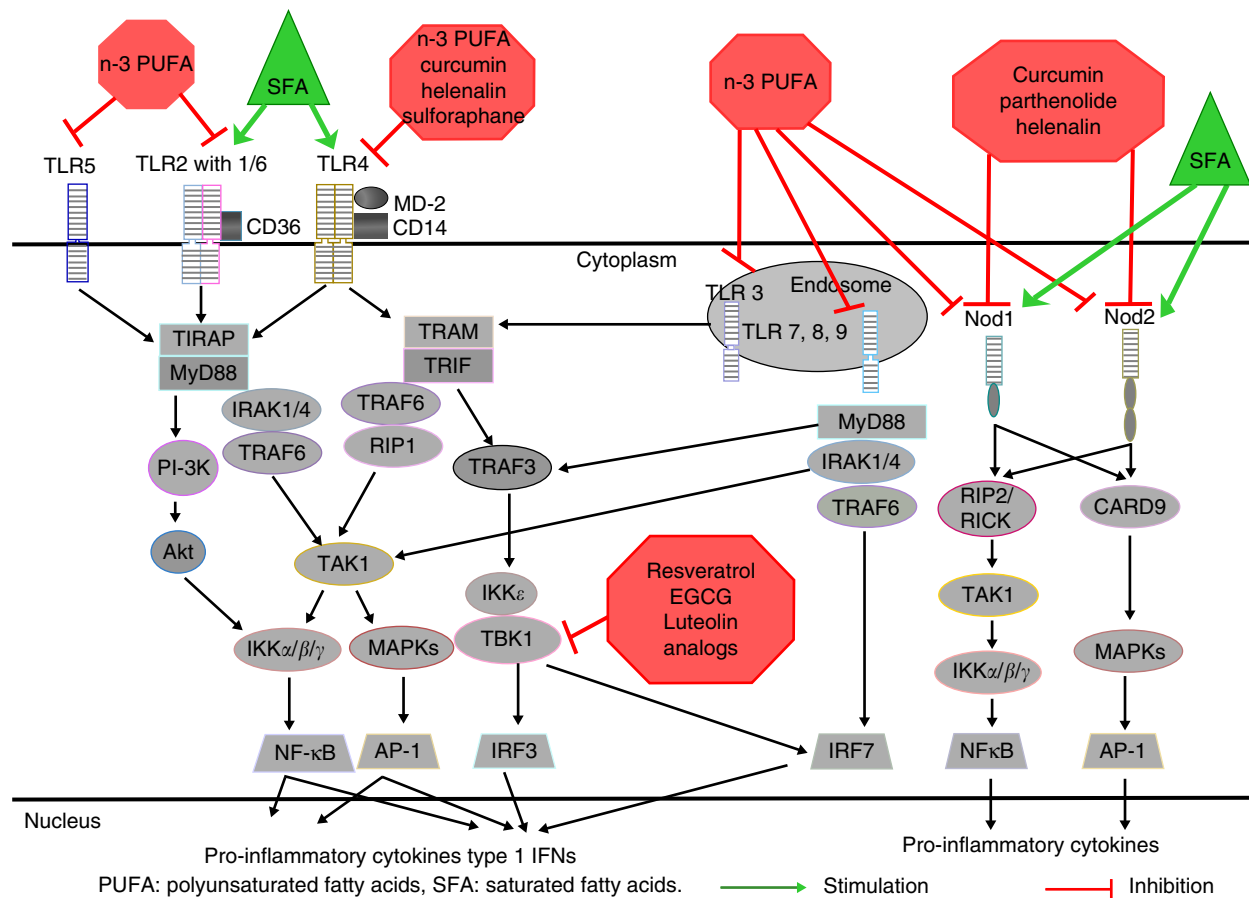 n-3 PUFA
SFA
n-3 PUFA
curcumin
helenalin
sulforaphane
n-3 PUFA
Curcumin
parthenolide
helenalin
SFA
TLR5
TLR2 with 1/6
TLR4
MD-2
CD36
CD14
Cytoplasm
TLR 3
Endosome
TLR 7, 8, 9
Nod1
Nod2
TIRAP
MyD88
TRAM
TRIF
IRAK1/4
TRAF6
TRAF6
RIP1
PI-3K
TRAF3
MyD88
IRAK1/4
TRAF6
RIP2/
RICK
CARD9
Akt
TAK1
IKKε
TBK1
Resveratrol
EGCG
Luteolin
analogs
TAK1
IKKα/β/γ
MAPKs
IKKα/β/γ
MAPKs
NF-κB
AP-1
IRF3
IRF7
NFκB
AP-1
Nucleus
Pro-inflammatory cytokines type 1 IFNs
Pro-inflammatory cytokines
PUFA: polyunsaturated fatty acids, SFA: saturated fatty acids.
Stimulation
Inhibition